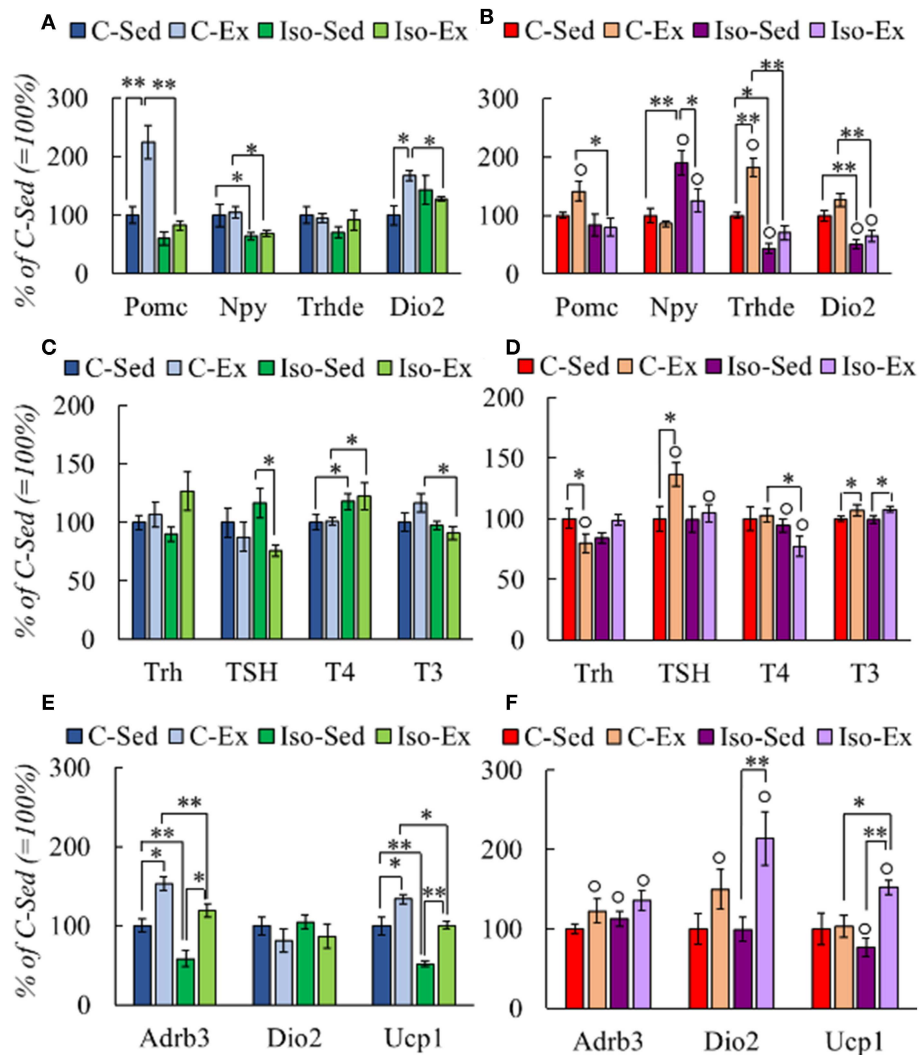 A
C-Sed C-Ex Iso-Sed Iso-Ex
% of C-Sed (=100%)
300
200
100
0
** ** * * * *
Pomc Npy Trhde Dio2
B
C-Sed C-Ex Iso-Sed Iso-Ex
300
200
100
0
* ** * * ** ** ** **
Pomc Npy Trhde Dio2
C
C-Sed C-Ex Iso-Sed Iso-Ex
% of C-Sed (=100%)
200
150
100
50
0
* * * *
Trh TSH T4 T3
D
C-Sed C-Ex Iso-Sed Iso-Ex
200
150
100
50
0
* * * * *
Trh TSH T4 T3
E
C-Sed C-Ex Iso-Sed Iso-Ex
% of C-Sed (=100%)
300
200
100
0
** ** * * * ** * **
Adrb3 Dio2 Ucp1
F
C-Sed C-Ex Iso-Sed Iso-Ex
300
200
100
0
** * **
Adrb3 Dio2 Ucp1